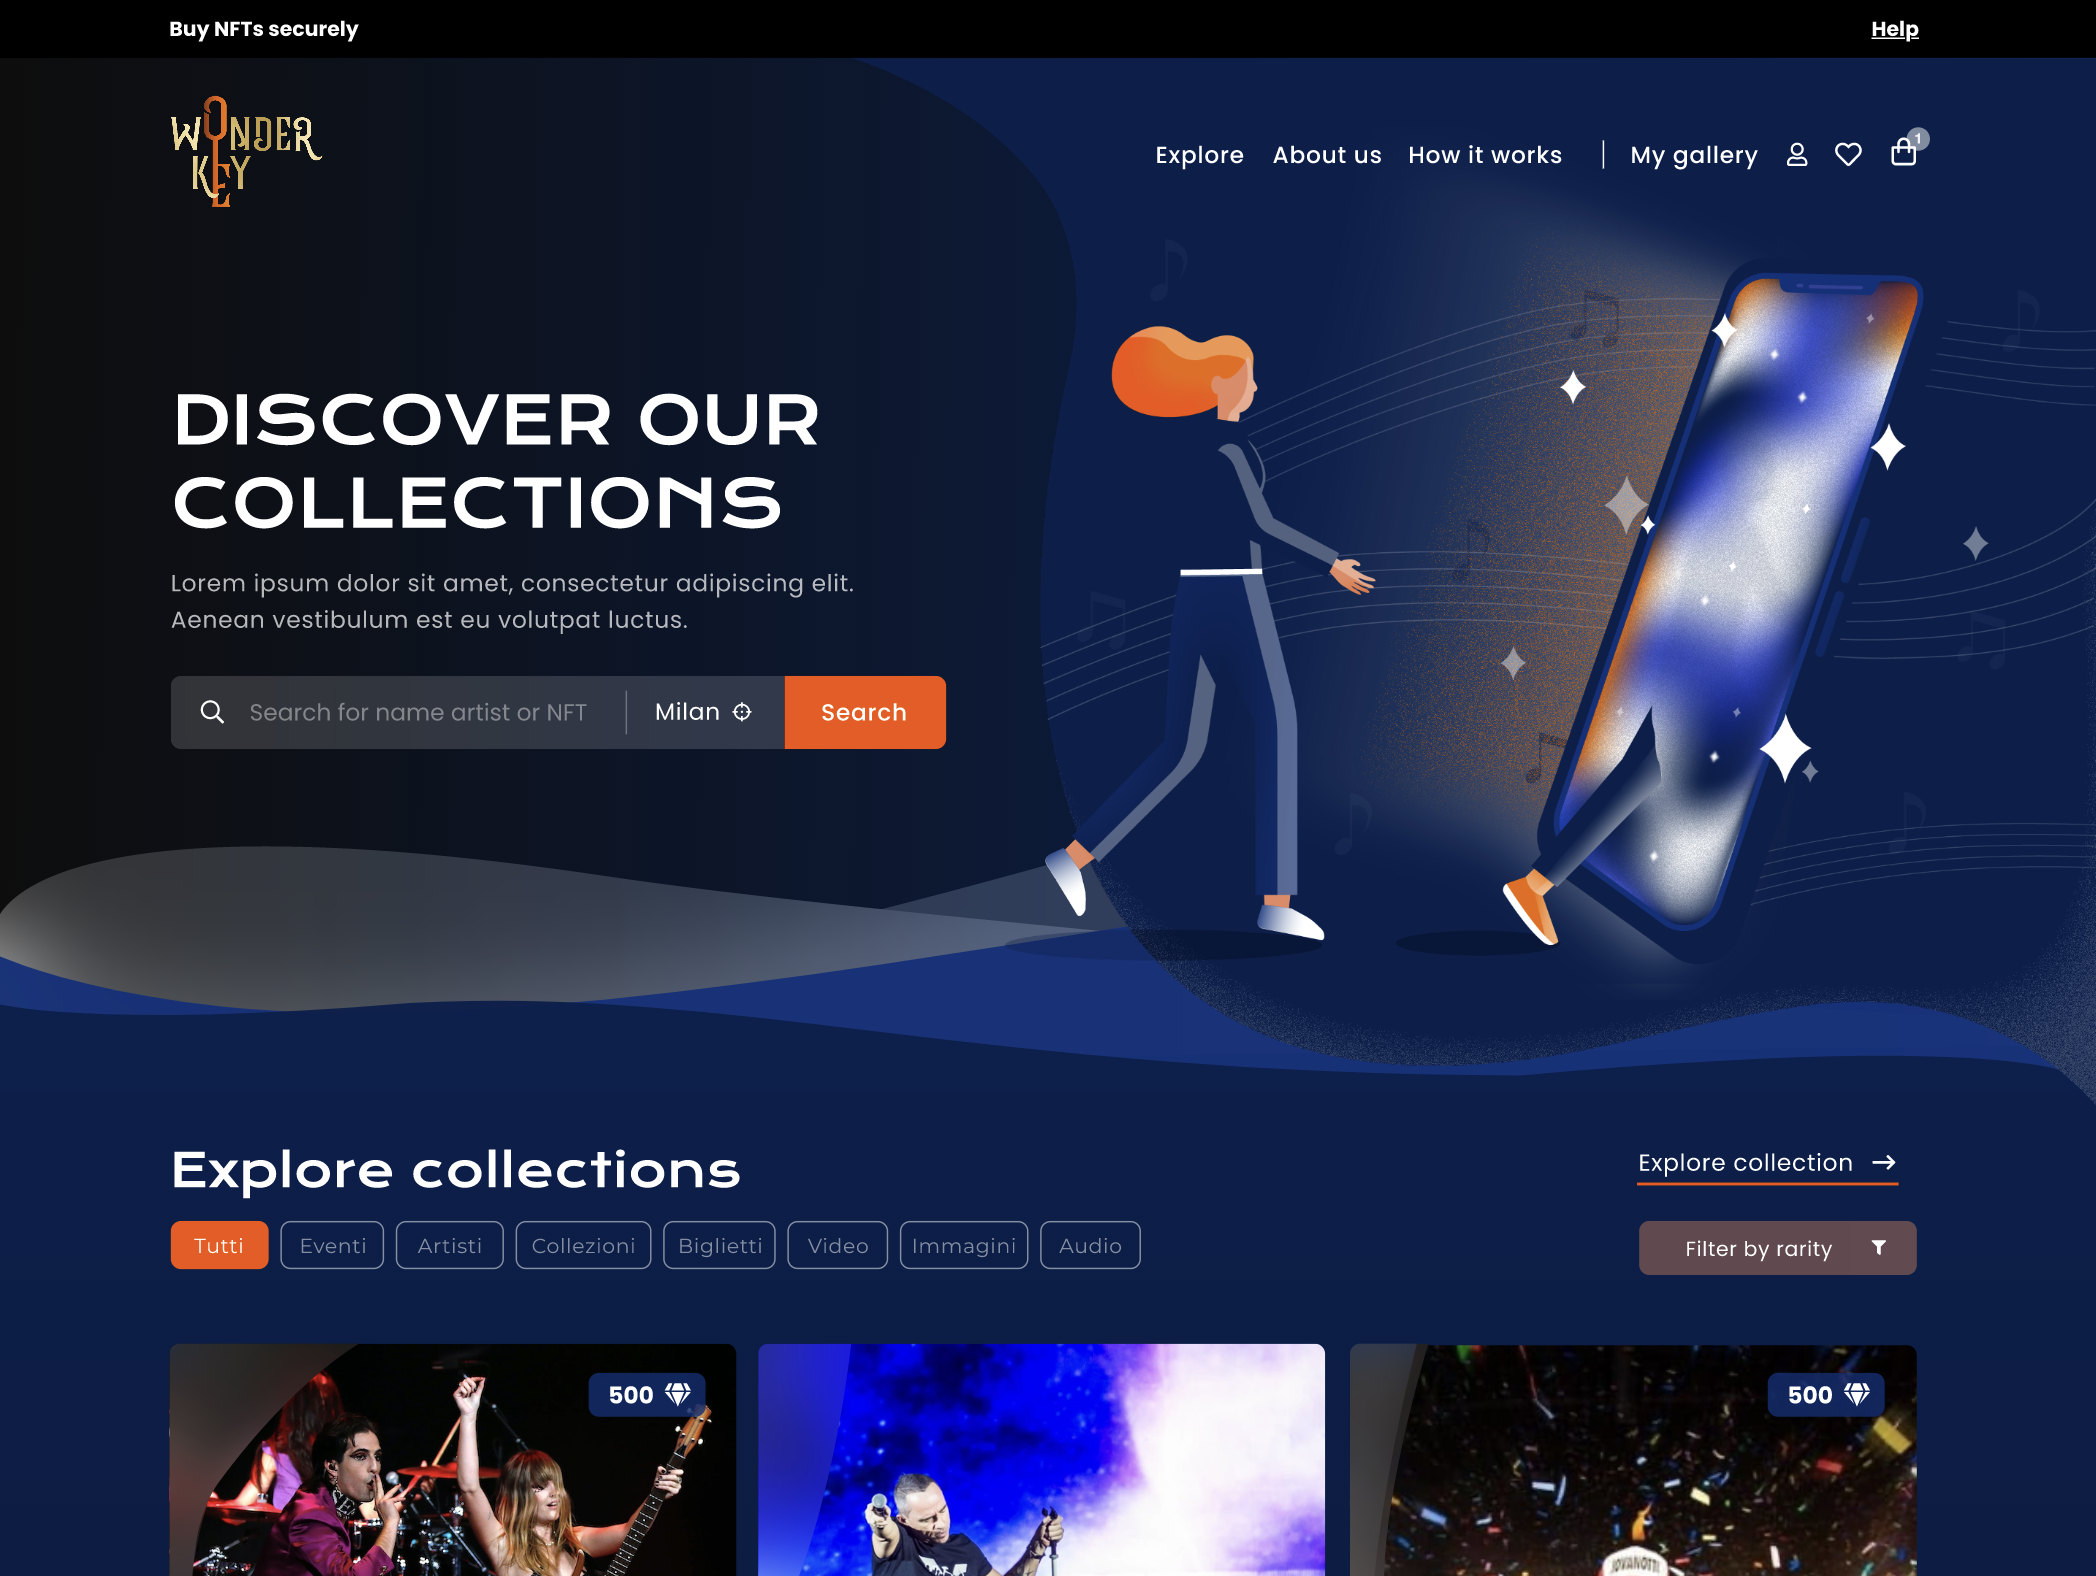 Buy NFTs securely
Help
WONDER
KEY
Explore
About us
How it works
My gallery
1
DISCOVER OUR
COLLECTIONS
Lorem ipsum dolor sit amet, consectetur adipiscing elit.
Aenean vestibulum est eu volutpat luctus.
Search for name artist or NFT
Milan
Search
Explore collections
Explore collection
Tutti
Eventi
Artisti
Collezioni
Biglietti
Video
Immagini
Audio
Filter by rarity
500
500
JOVANOTTI